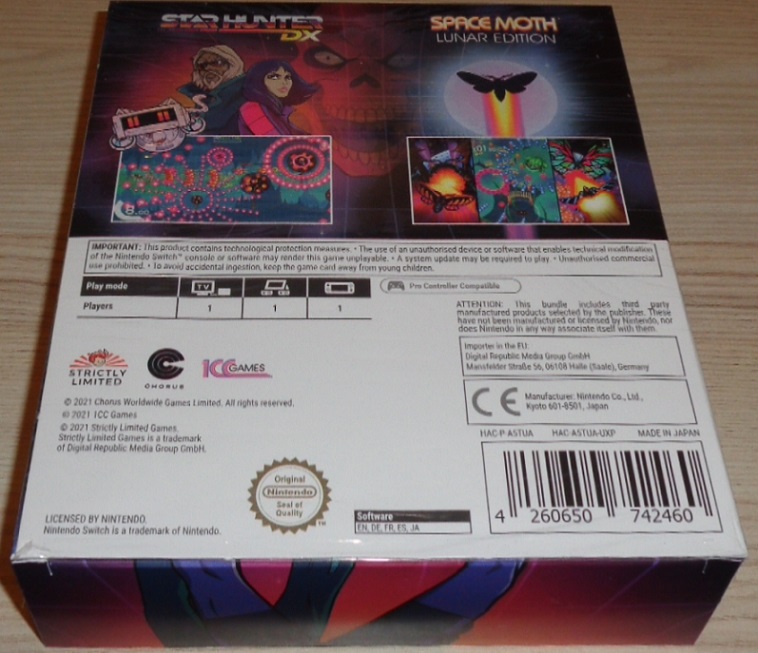 STAR HUNTER
DX
SPACE MOTH
LUNAR EDITION
IMPORTANT: This product contains technological protection measures. • The use of an unauthorised device or software that enables technical modification
of the Nintendo Switch™ console or software may render this game unplayable. • A system update may be required to play. • Unauthorised commercial
use prohibited. • To avoid accidental ingestion, keep the game card away from young children.
Play mode
TV
Players 1 1 1
Pro Controller Compatible
ATTENTION: This bundle includes third party
manufactured products selected by the publisher. These
have not been manufactured or licensed by Nintendo, nor
does Nintendo in any way associate itself with them.
Importer in the EU:
Digital Republic Media Group GmbH
Mansfelder Straße 56, 06108 Halle (Saale), Germany
STRICTLY
LIMITED
CHORUS
ICC GAMES
CE
Manufacturer: Nintendo Co., Ltd.,
Kyoto 601-8501, Japan
© 2021 Chorus Worldwide Games Limited. All rights reserved.
© 2021 ICC Games
© 2021 Strictly Limited Games.
Strictly Limited Games is a trademark
of Digital Republic Media Group GmbH.
HAC-P-ASTUA HAC-ASTUA-UXP MADE IN JAPAN
Original
Nintendo
Seal of
Quality
TM
LICENSED BY NINTENDO
Nintendo Switch is a trademark of Nintendo.
Software
EN, DE, FR, ES, JA
4 260650 742460